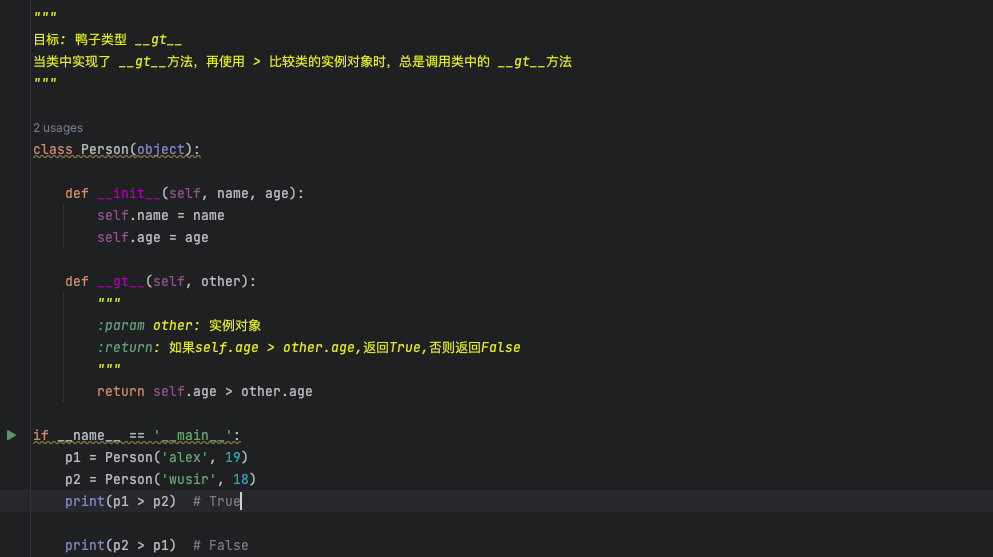 """
目标: 鸭子类型 __gt__
当类中实现了 __gt__方法，再使用 > 比较类的实例对象时，总是调用类中的 __gt__方法
"""
2 usages
class Person(object):
    def __init__(self, name, age):
        self.name = name
        self.age = age
    def __gt__(self, other):
        """
        :param other: 实例对象
        :return: 如果self.age > other.age,返回True,否则返回False
        """
        return self.age > other.age
if __name__ == '__main__':
    p1 = Person('alex', 19)
    p2 = Person('wusir', 18)
    print(p1 > p2)  # True
    print(p2 > p1)  # False